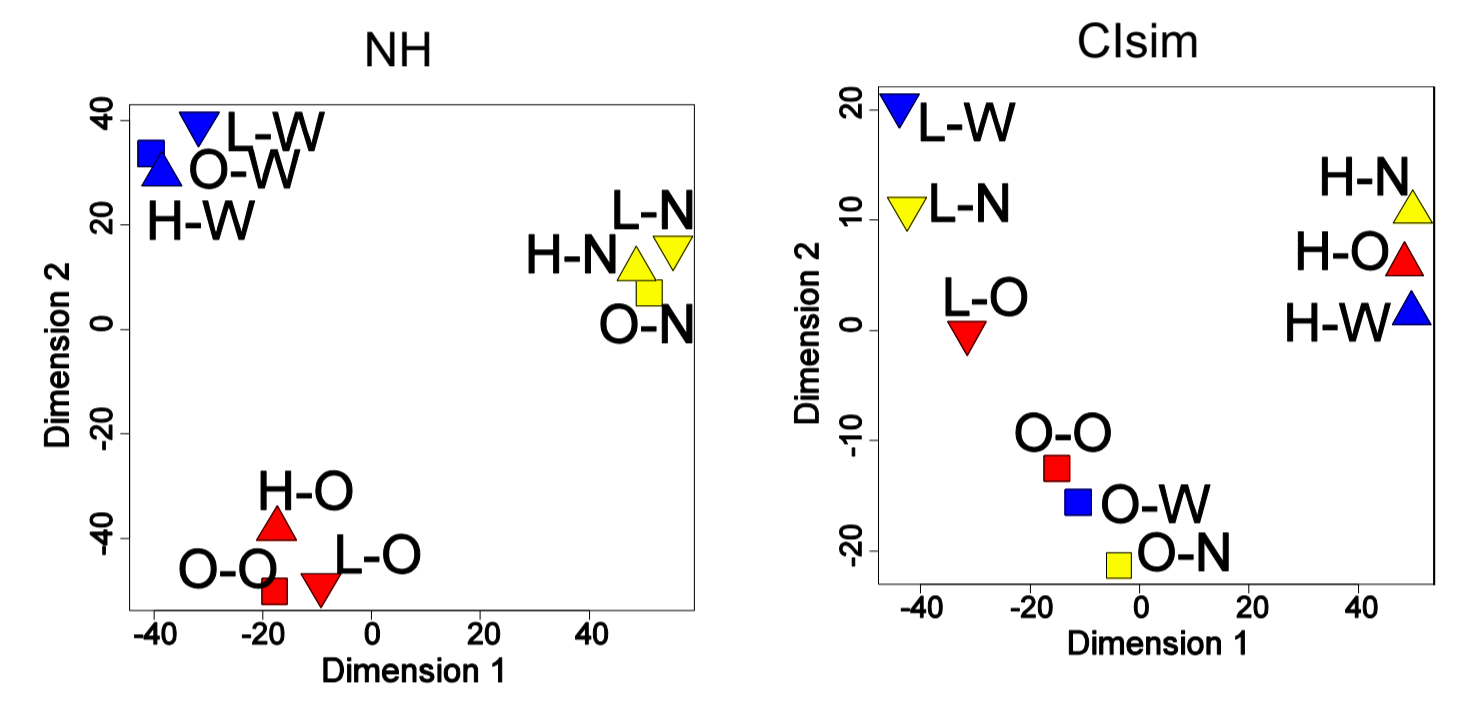 NH
40
20
0
-20
-40
Dimension 2
L-W
O-W
H-W
L-N
H-N
O-N
H-O
L-O
O-O
-40 -20 0 20 40
Dimension 1
CIsim
20
10
0
-10
-20
Dimension 2
L-W
H-N
L-N
H-O
L-O
H-W
O-O
O-W
O-N
-40 -20 0 20 40
Dimension 1